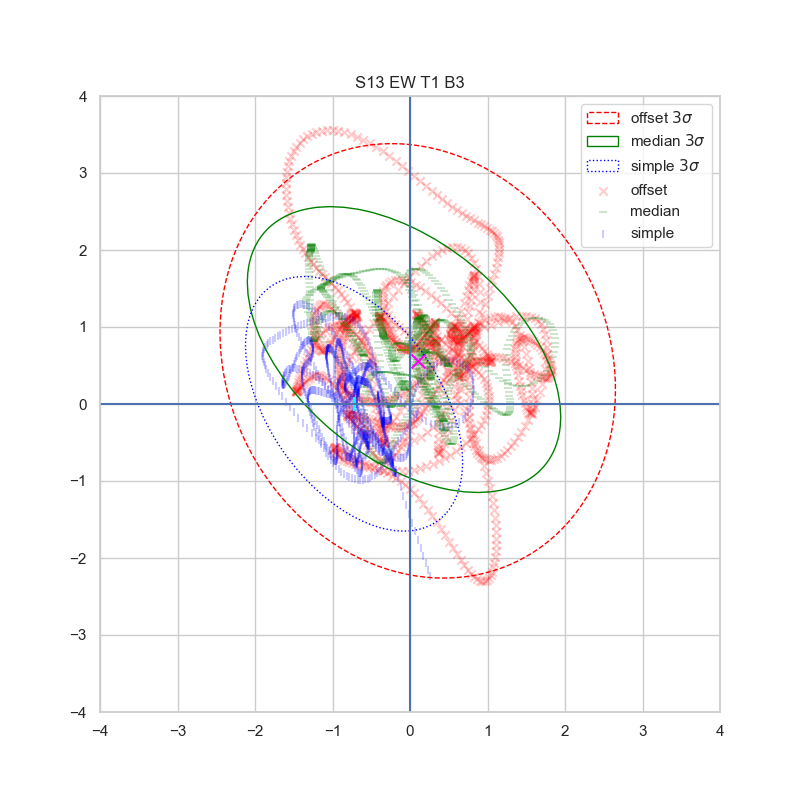 S13 EW T1 B3
offset 3σ
median 3σ
simple 3σ
offset
median
simple
4
3
2
1
0
−1
−2
−3
−4
−4 −3 −2 −1 0 1 2 3 4